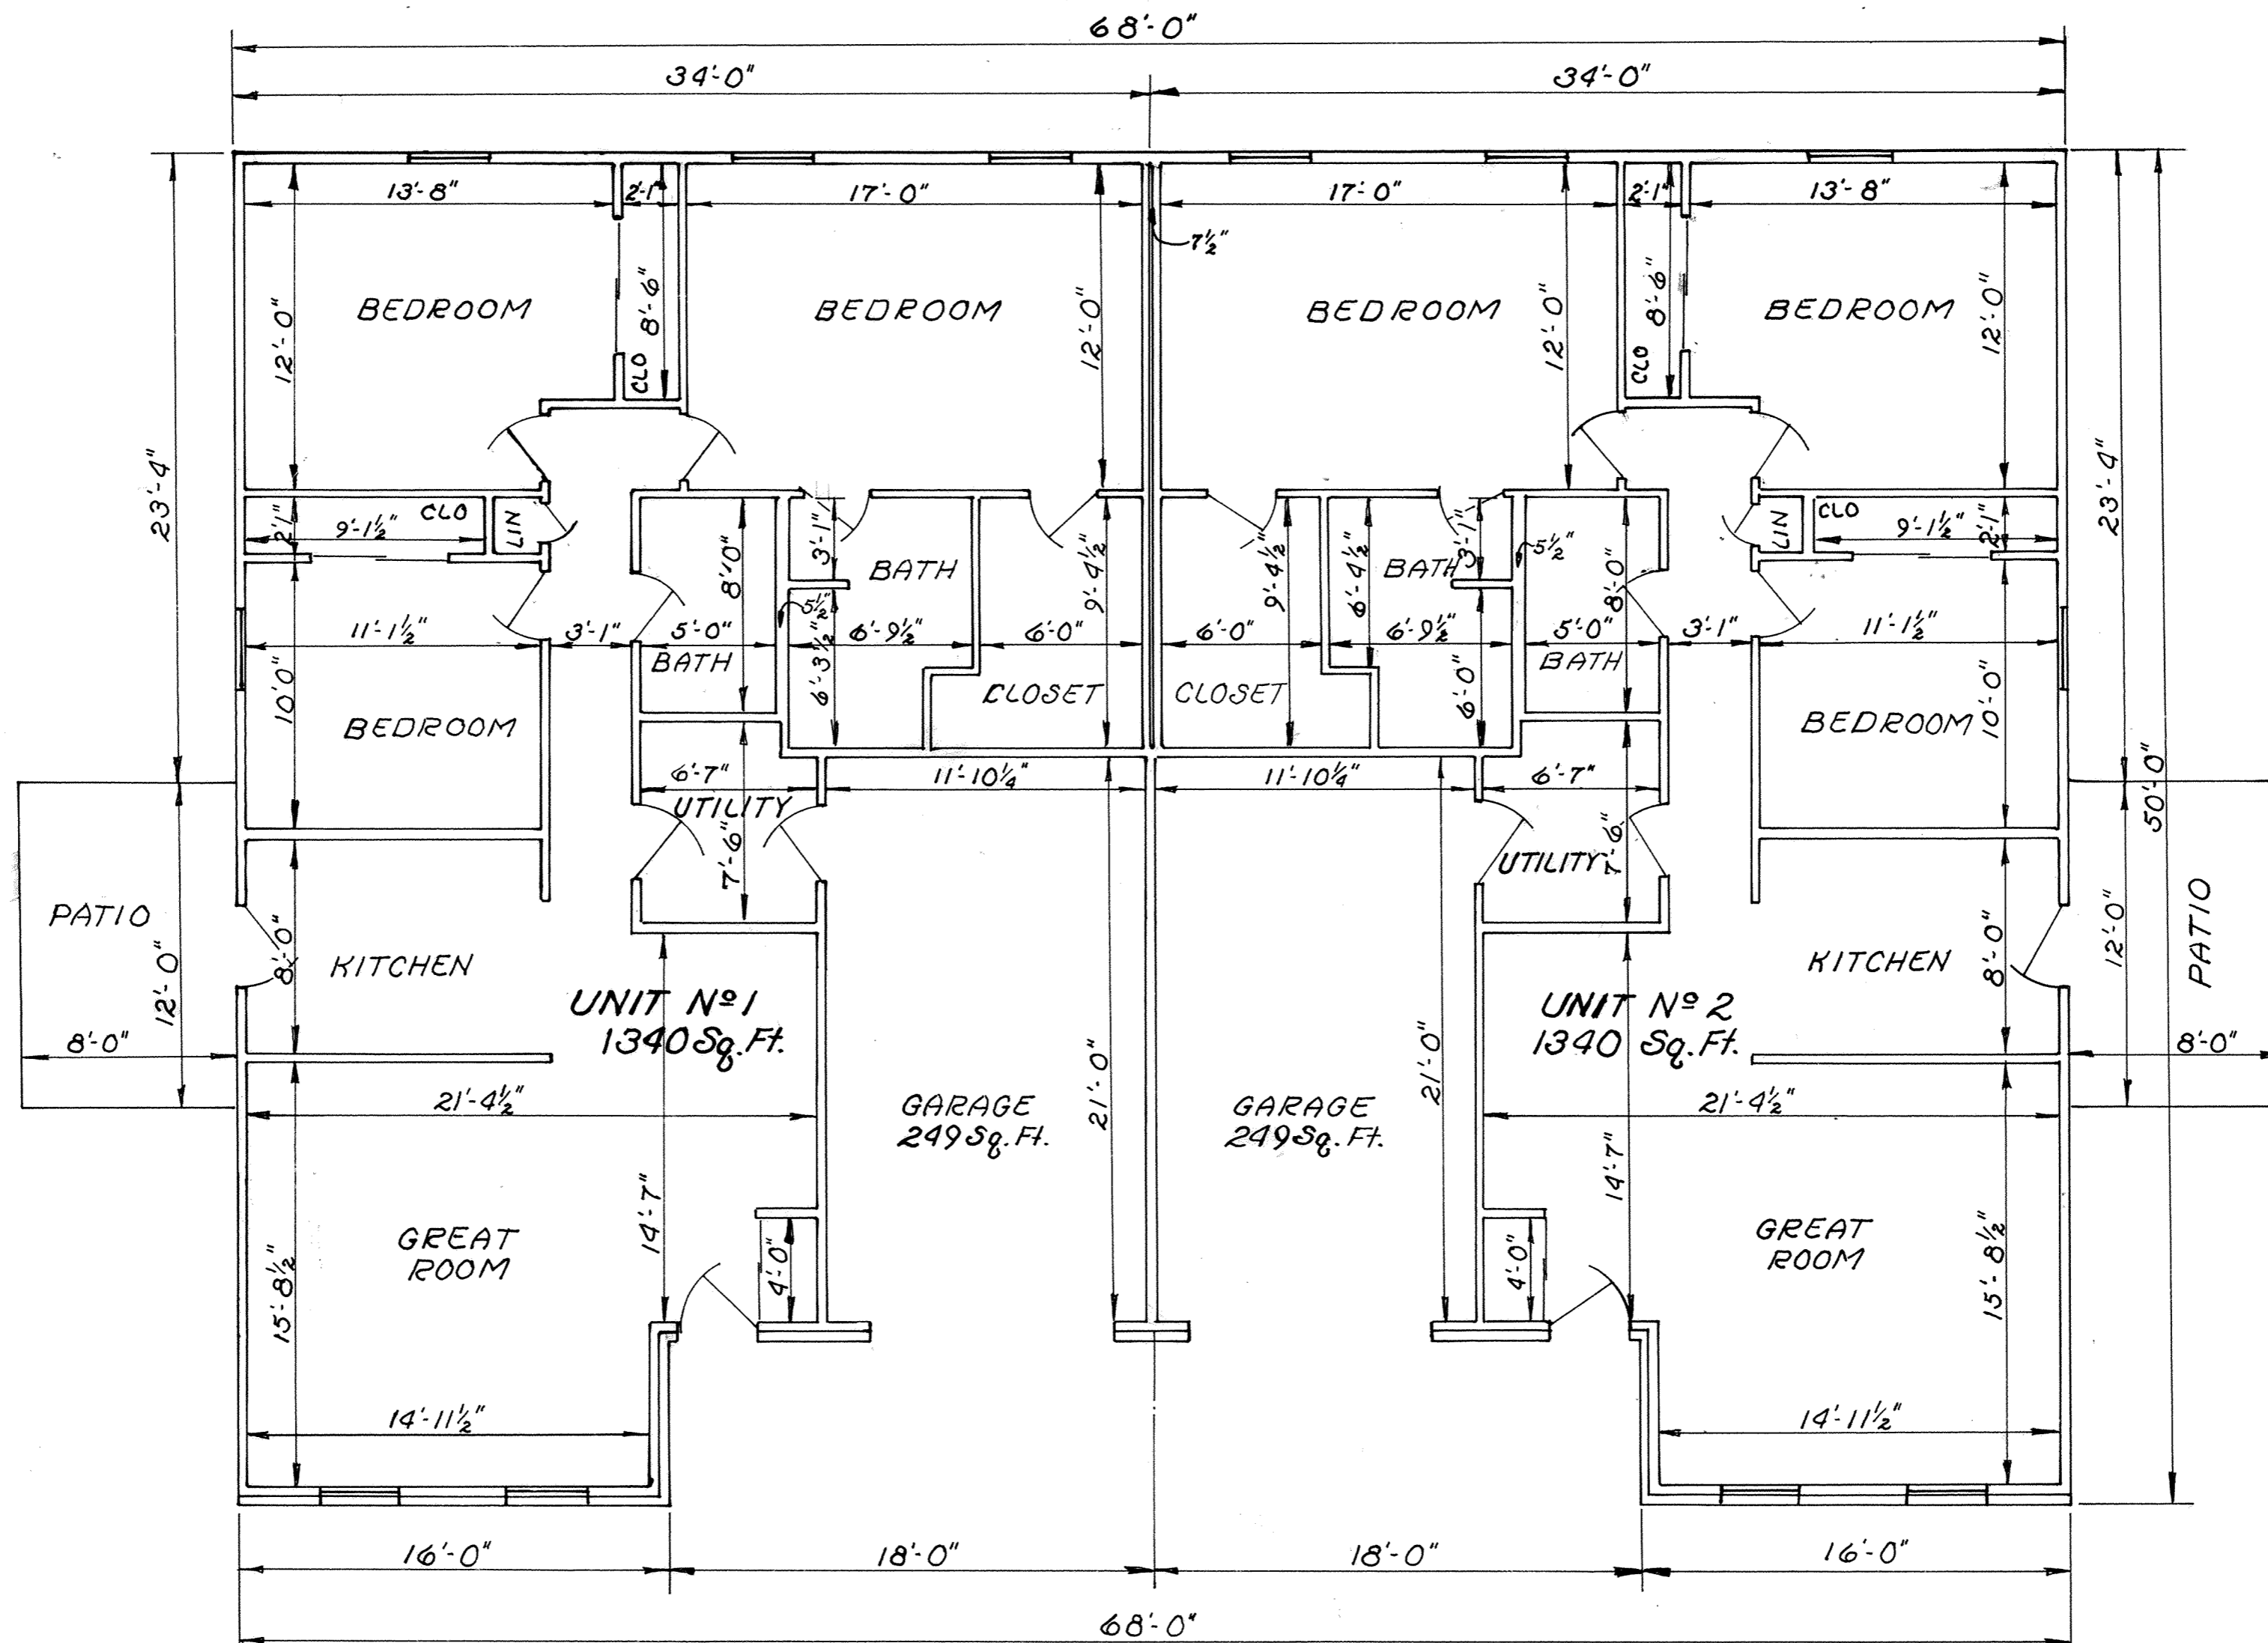 68'-0"
34'-0"
34'-0"
13'-8"
2'-1"
17'-0"
17'-0"
2'-1"
13'-8"
7½"
12'-0"
BEDROOM
8'-6"
CLO
BEDROOM
12'-0"
BEDROOM
12'-0"
8'-6"
CLO
BEDROOM
12'-0"
23'-4"
23'-4"
2'-1"
9'-1½"
CLO
LIN
8'10"
3'-1"
BATH
9'-4½"
9'-4½"
6'-4½"
BATH
3'-1"
5½"
8'-0"
LIN
CLO
9'-1½"
2'-1"
11'-1½"
3'-1"
5'-0"
BATH
5½"
6'-3½"
6'-9½"
6'-0"
CLOSET
6'-0"
CLOSET
6'-9½"
6'-0"
5'-0"
BATH
3'-1"
11'-1½"
10'0"
BEDROOM
BEDROOM
10'-0"
50'-0"
6'-7"
UTILITY
7'-6"
11'-10¼"
11'-10¼"
6'-7"
UTILITY
7'-6"
PATIO
12'-0"
8'-0"
8'-0"
KITCHEN
KITCHEN
8'-0"
12'-0"
PATIO
8'-0"
UNIT Nº 1
1340 Sq. Ft.
UNIT Nº 2
1340 Sq. Ft.
21'-4½"
GARAGE
249 Sq. Ft.
21'-0"
GARAGE
249 Sq. Ft.
21'-0"
21'-4½"
14'-7"
14'-7"
GREAT
ROOM
15'-8½"
4'-0"
4'-0"
GREAT
ROOM
15'-8½"
14'-11½"
14'-11½"
16'-0"
18'-0"
18'-0"
16'-0"
68'-0"